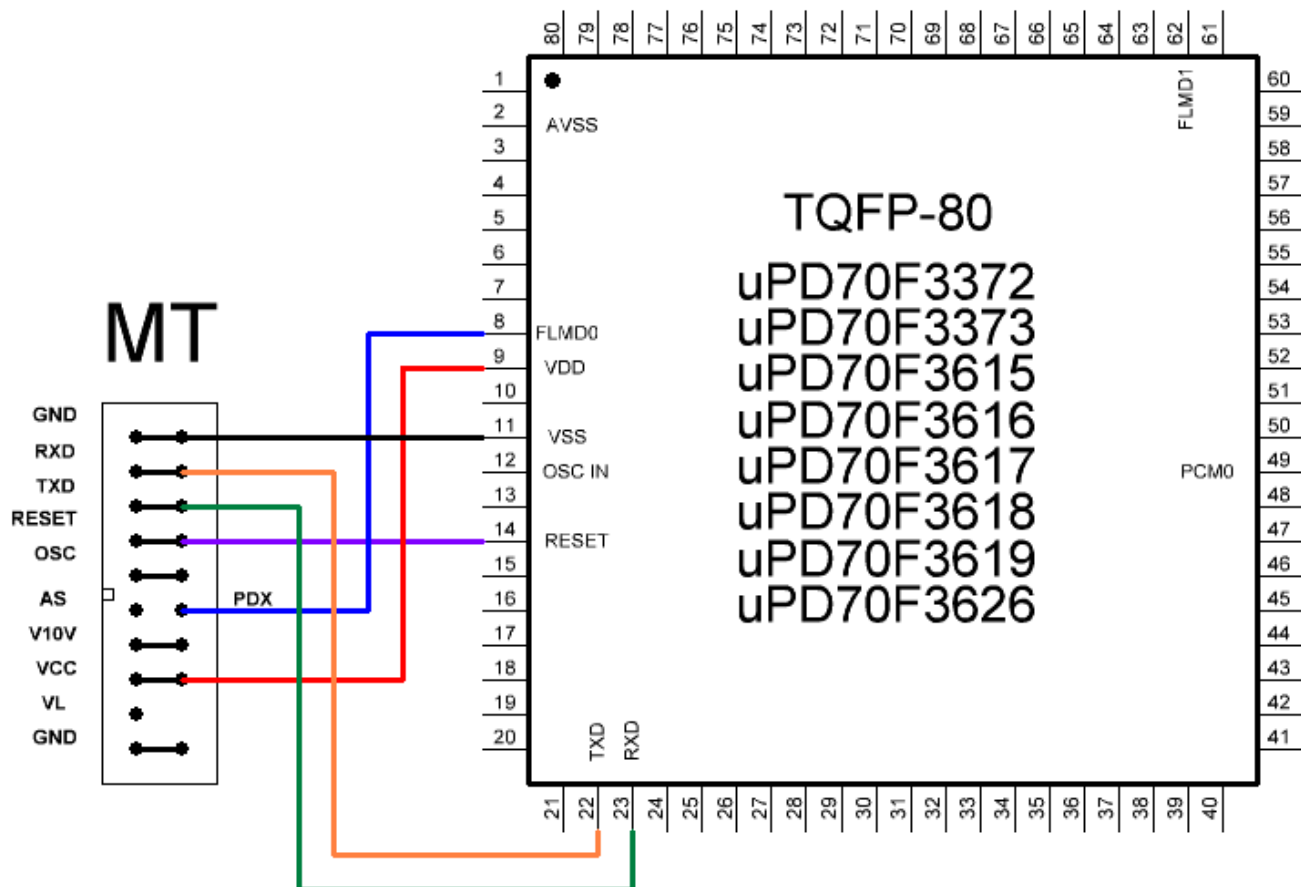 80 79 78 77 76 75 74 73 72 71 70 69 68 67 66 65 64 63 62 61
1
2
3
4
5
6
7
8
9
10
11
12
13
14
15
16
17
18
19
20
AVSS
FLMD0
VDD
VSS
OSC IN
RESET
FLMD1
TQFP-80
uPD70F3372
uPD70F3373
uPD70F3615
uPD70F3616
uPD70F3617
uPD70F3618
uPD70F3619
uPD70F3626
PCM0
60
59
58
57
56
55
54
53
52
51
50
49
48
47
46
45
44
43
42
41
MT
GND
RXD
TXD
RESET
OSC
AS
V10V
VCC
VL
GND
PDX
TXD
RXD
21 22 23 24 25 26 27 28 29 30 31 32 33 34 35 36 37 38 39 40